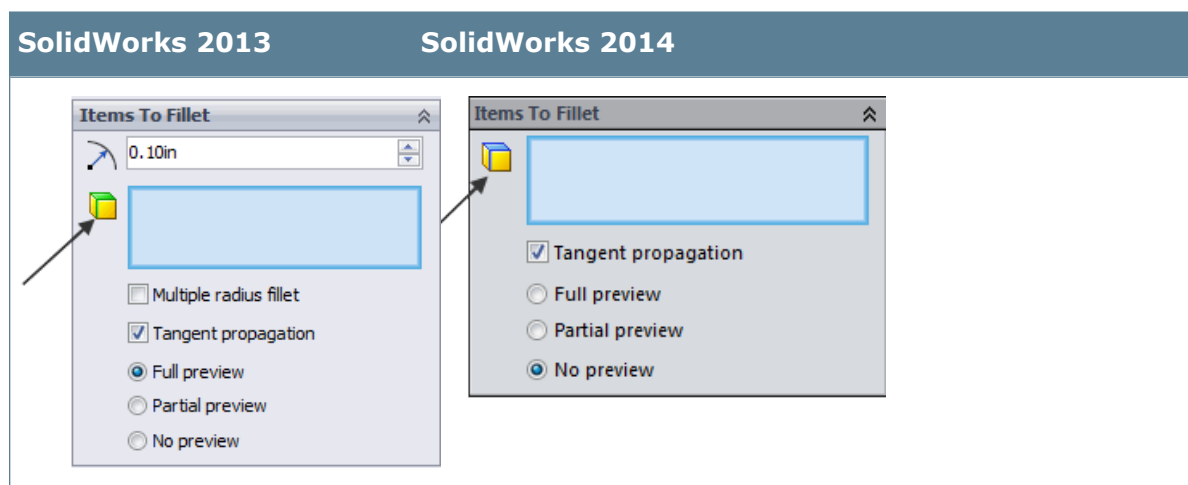 SolidWorks 2013 SolidWorks 2014
Items To Fillet
0.10in
Multiple radius fillet
Tangent propagation
Full preview
Partial preview
No preview
Items To Fillet
Tangent propagation
Full preview
Partial preview
No preview